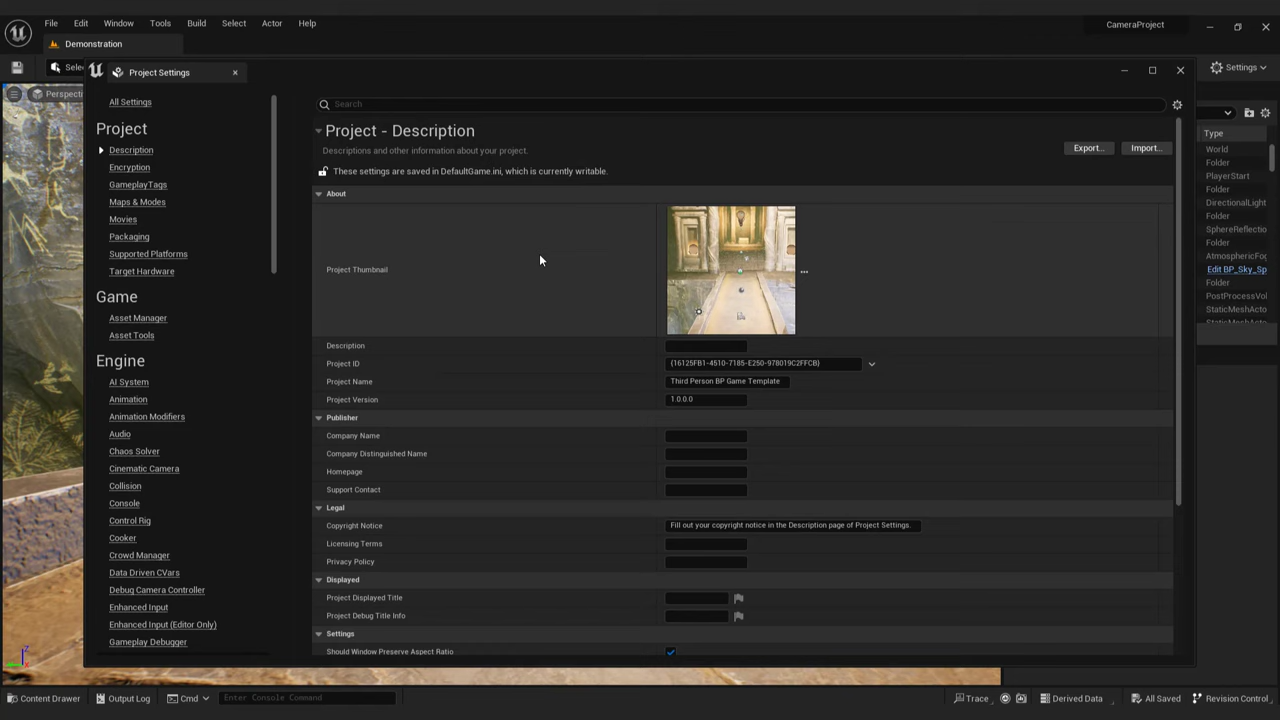 File Edit Window Tools Build Select Actor Help
CameraProject
Demonstration
Settings
Perspecti
Project Settings
All Settings
Project
Description
Encryption
GameplayTags
Maps & Modes
Movies
Packaging
Supported Platforms
Target Hardware
Game
Asset Manager
Asset Tools
Engine
AI System
Animation
Animation Modifiers
Audio
Chaos Solver
Cinematic Camera
Collision
Console
Control Rig
Cooker
Crowd Manager
Data Driven CVars
Debug Camera Controller
Enhanced Input
Enhanced Input (Editor Only)
Gameplay Debugger
Search
Project - Description
Descriptions and other information about your project.
Export... Import...
These settings are saved in DefaultGame.ini, which is currently writable.
About
Project Thumbnail
Description
Project ID {16125FB1-4510-7185-E250-978019C2FFCB}
Project Name Third Person BP Game Template
Project Version 1.0.0.0
Publisher
Company Name
Company Distinguished Name
Homepage
Support Contact
Legal
Copyright Notice Fill out your copyright notice in the Description page of Project Settings.
Licensing Terms
Privacy Policy
Displayed
Project Displayed Title
Project Debug Title Info
Settings
Should Window Preserve Aspect Ratio
Type
World
Folder
PlayerStart
Folder
DirectionalLight
Folder
SphereReflectio
Folder
AtmosphericFog
Edit BP_Sky_Sp
Folder
PostProcessVol
StaticMeshActo
Content Drawer Output Log Cmd Enter Console Command Trace Derived Data All Saved Revision Control